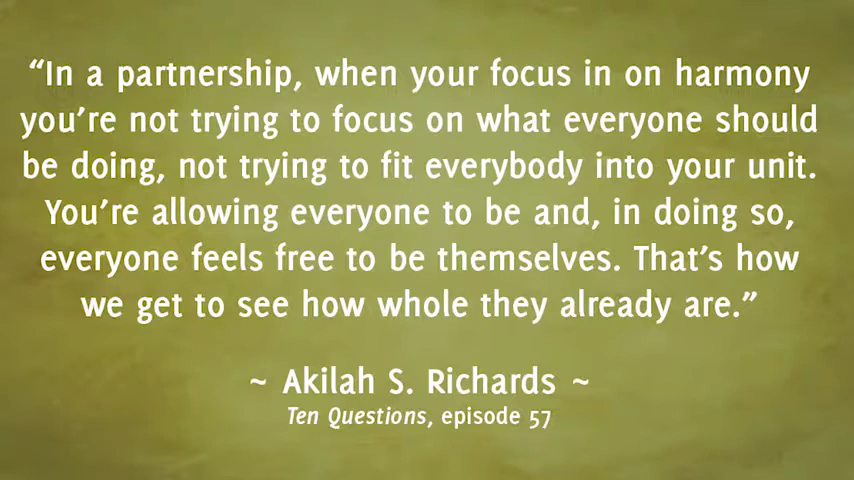 “In a partnership, when your focus in on harmony
you’re not trying to focus on what everyone should
be doing, not trying to fit everybody into your unit.
You’re allowing everyone to be and, in doing so,
everyone feels free to be themselves. That’s how
we get to see how whole they already are.”
~ Akilah S. Richards ~
Ten Questions, episode 57